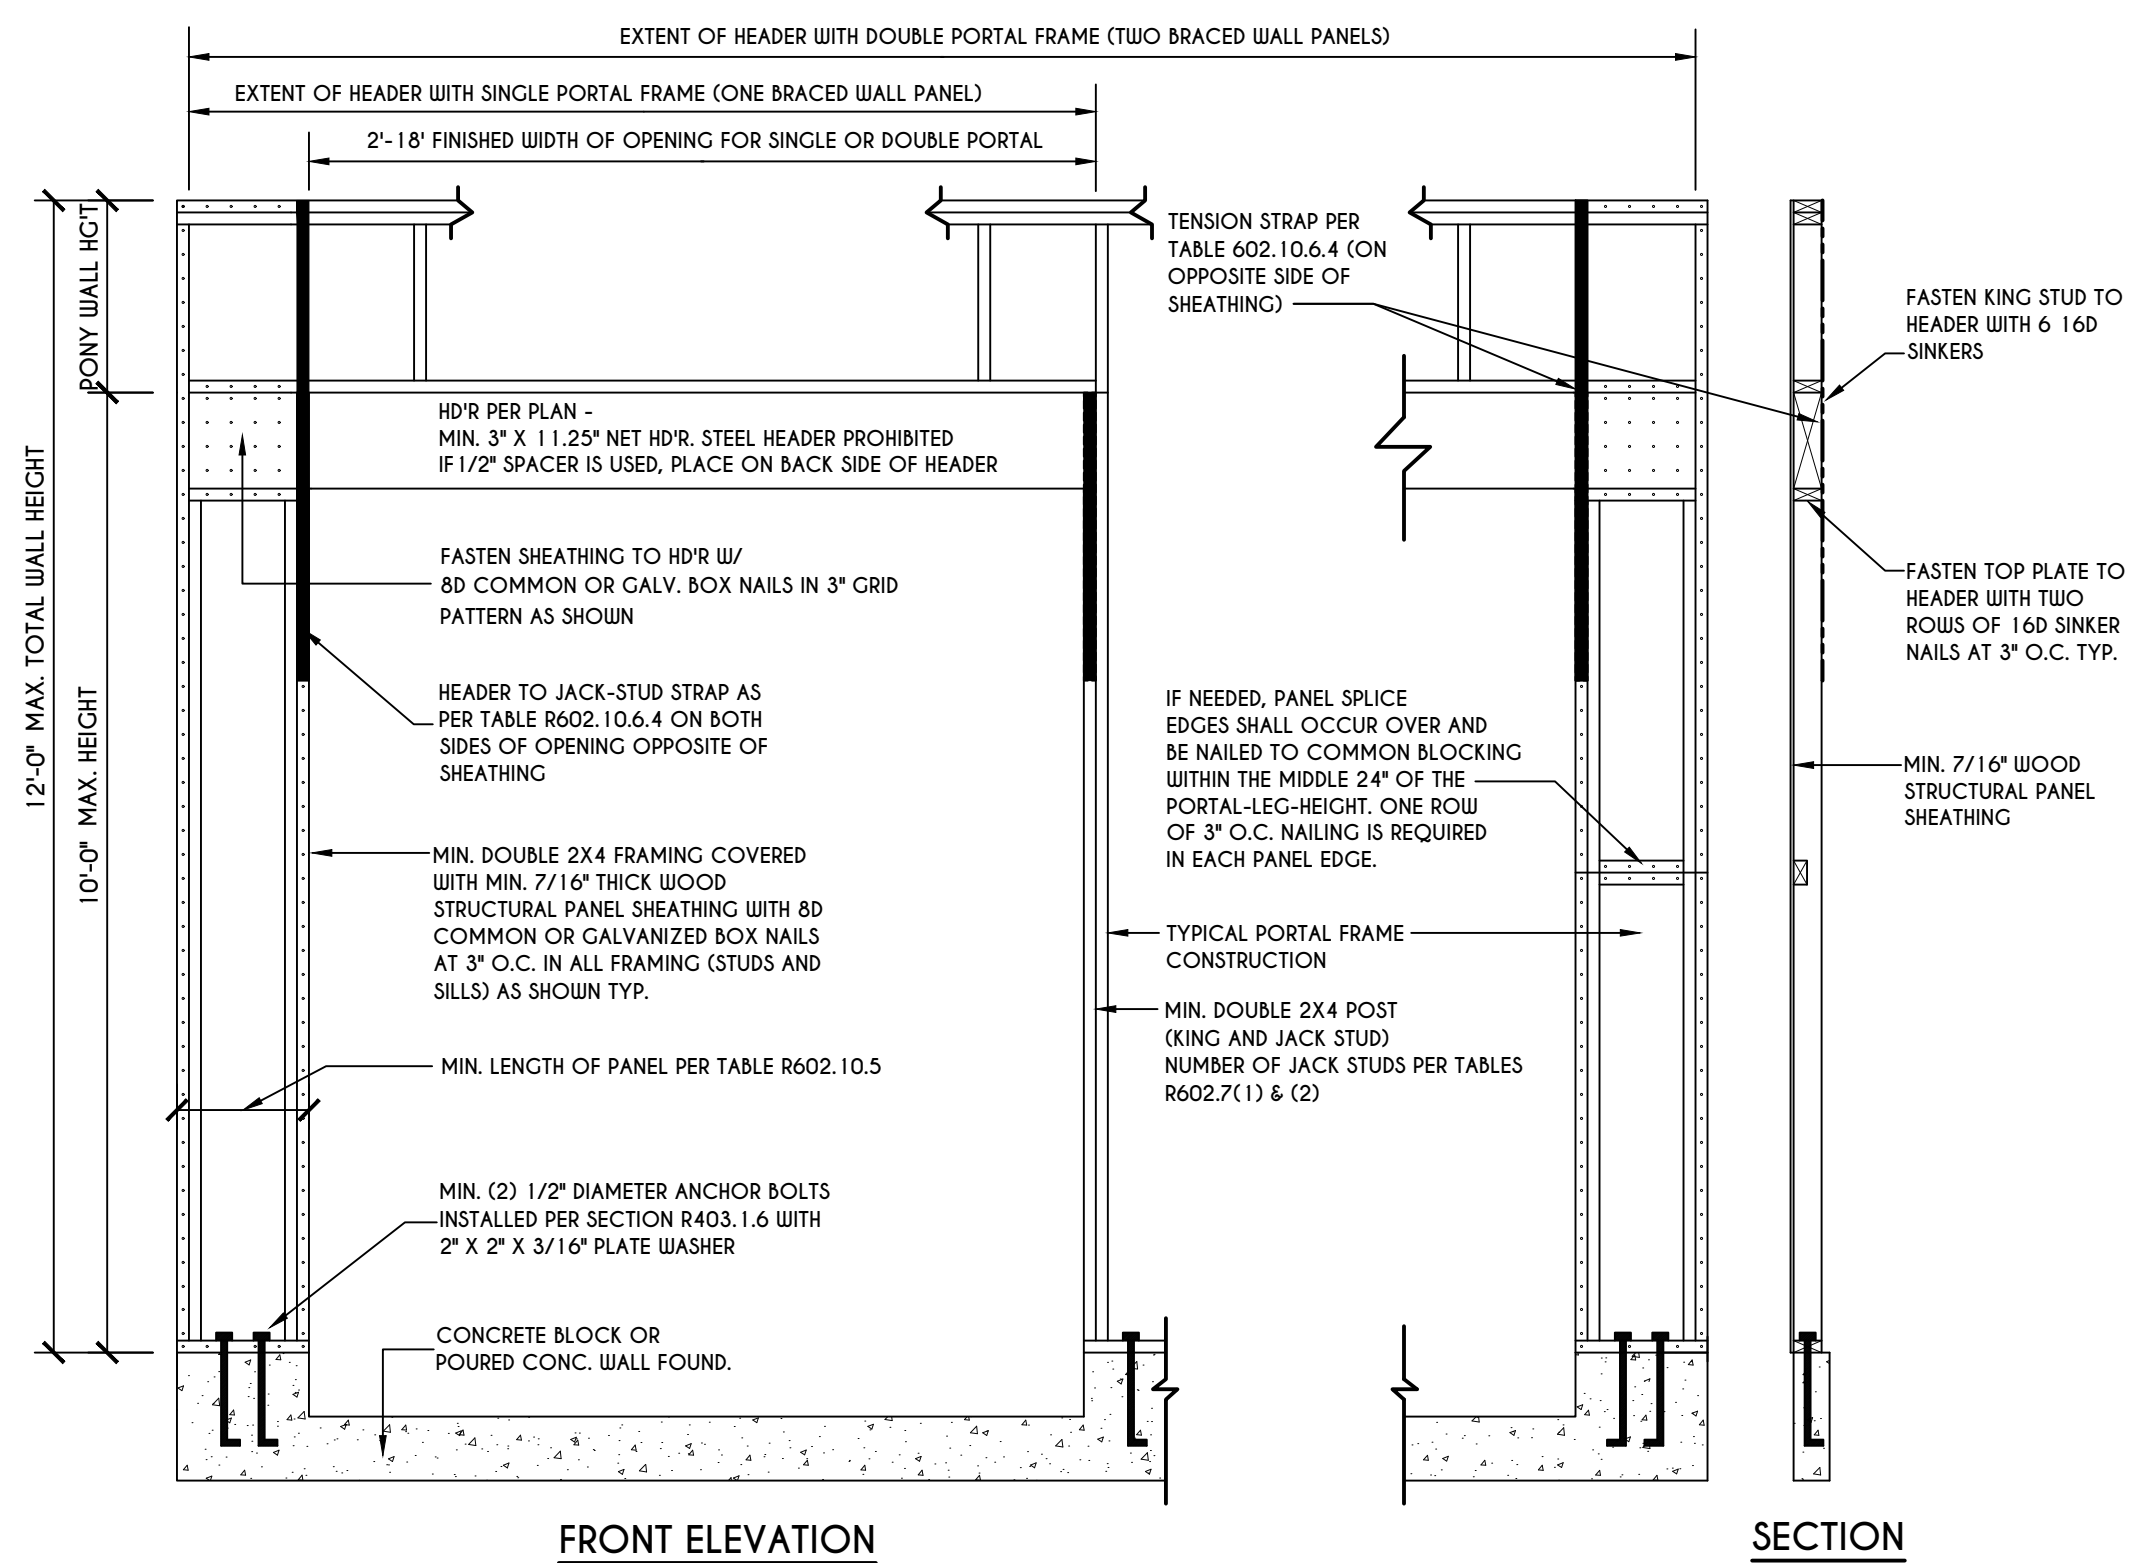 EXTENT OF HEADER WITH DOUBLE PORTAL FRAME (TWO BRACED WALL PANELS)
EXTENT OF HEADER WITH SINGLE PORTAL FRAME (ONE BRACED WALL PANEL)
2'-18' FINISHED WIDTH OF OPENING FOR SINGLE OR DOUBLE PORTAL
PONY WALL HG'T
12'-0" MAX. TOTAL WALL HEIGHT
10'-0" MAX. HEIGHT
TENSION STRAP PER
TABLE 602.10.6.4 (ON
OPPOSITE SIDE OF
SHEATHING)
FASTEN KING STUD TO
HEADER WITH 6 16D
SINKERS
HD'R PER PLAN -
MIN. 3" X 11.25" NET HD'R. STEEL HEADER PROHIBITED
IF 1/2" SPACER IS USED, PLACE ON BACK SIDE OF HEADER
FASTEN SHEATHING TO HD'R W/
8D COMMON OR GALV. BOX NAILS IN 3" GRID
PATTERN AS SHOWN
FASTEN TOP PLATE TO
HEADER WITH TWO
ROWS OF 16D SINKER
NAILS AT 3" O.C. TYP.
HEADER TO JACK-STUD STRAP AS
PER TABLE R602.10.6.4 ON BOTH
SIDES OF OPENING OPPOSITE OF
SHEATHING
IF NEEDED, PANEL SPLICE
EDGES SHALL OCCUR OVER AND
BE NAILED TO COMMON BLOCKING
WITHIN THE MIDDLE 24" OF THE
PORTAL-LEG-HEIGHT. ONE ROW
OF 3" O.C. NAILING IS REQUIRED
IN EACH PANEL EDGE.
MIN. 7/16" WOOD
STRUCTURAL PANEL
SHEATHING
MIN. DOUBLE 2X4 FRAMING COVERED
WITH MIN. 7/16" THICK WOOD
STRUCTURAL PANEL SHEATHING WITH 8D
COMMON OR GALVANIZED BOX NAILS
AT 3" O.C. IN ALL FRAMING (STUDS AND
SILLS) AS SHOWN TYP.
TYPICAL PORTAL FRAME
CONSTRUCTION
MIN. DOUBLE 2X4 POST
(KING AND JACK STUD)
NUMBER OF JACK STUDS PER TABLES
R602.7(1) & (2)
MIN. LENGTH OF PANEL PER TABLE R602.10.5
MIN. (2) 1/2" DIAMETER ANCHOR BOLTS
INSTALLED PER SECTION R403.1.6 WITH
2" X 2" X 3/16" PLATE WASHER
CONCRETE BLOCK OR
POURED CONC. WALL FOUND.
FRONT ELEVATION
SECTION